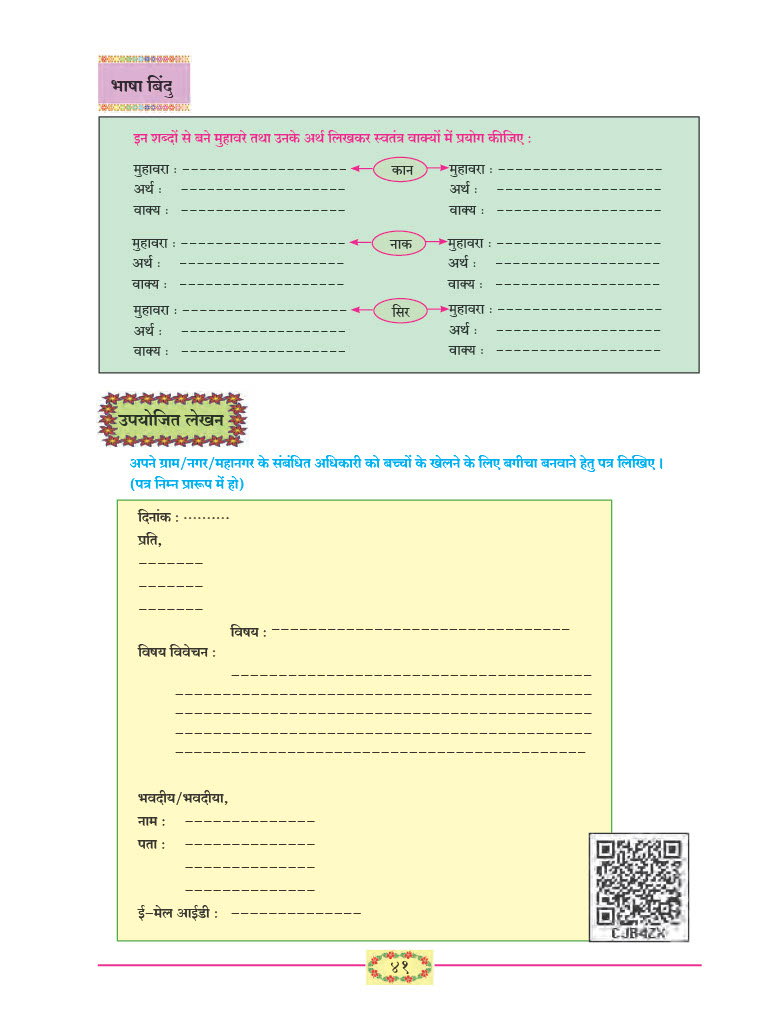 भाषा बिंदु
इन शब्दों से बने मुहावरे तथा उनके अर्थ लिखकर स्वतंत्र वाक्यों में प्रयोग कीजिए :
मुहावरा : ------------------- कान मुहावरा : -------------------
अर्थ : ------------------- अर्थ : -------------------
वाक्य : ------------------- वाक्य : -------------------
मुहावरा : ------------------- नाक मुहावरा : -------------------
अर्थ : ------------------- अर्थ : -------------------
वाक्य : ------------------- वाक्य : -------------------
मुहावरा : ------------------- सिर मुहावरा : -------------------
अर्थ : ------------------- अर्थ : -------------------
वाक्य : ------------------- वाक्य : -------------------
उपयोजित लेखन
अपने ग्राम/नगर/महानगर के संबंधित अधिकारी को बच्चों के खेलने के लिए बगीचा बनवाने हेतु पत्र लिखिए ।
(पत्र निम्न प्रारूप में हो)
दिनांक : ..........
प्रति,
-------
-------
-------
विषय : --------------------------------
विषय विवेचन :
---------------------------------------
---------------------------------------------
---------------------------------------------
---------------------------------------------
--------------------------------------------
भवदीय/भवदीया,
नाम : --------------
पता : --------------
--------------
--------------
ई-मेल आईडी : --------------
CJB4ZX
४१